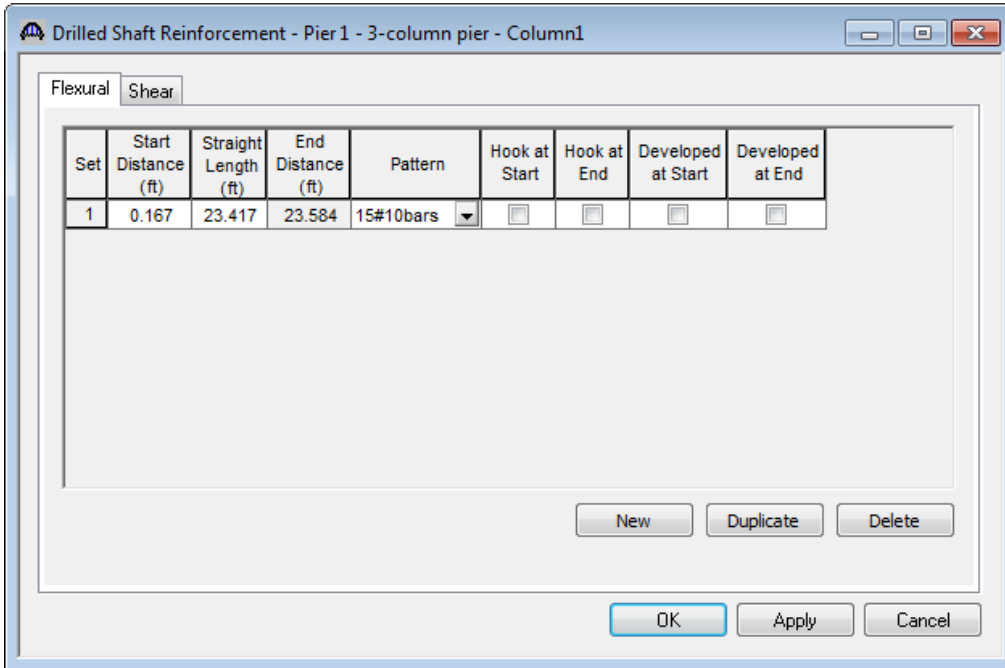 Drilled Shaft Reinforcement - Pier 1 - 3-column pier - Column1
Flexural Shear
Set Start Distance (ft) Straight Length (ft) End Distance (ft) Pattern Hook at Start Hook at End Developed at Start Developed at End
1 0.167 23.417 23.584 15#10bars
New Duplicate Delete
OK Apply Cancel